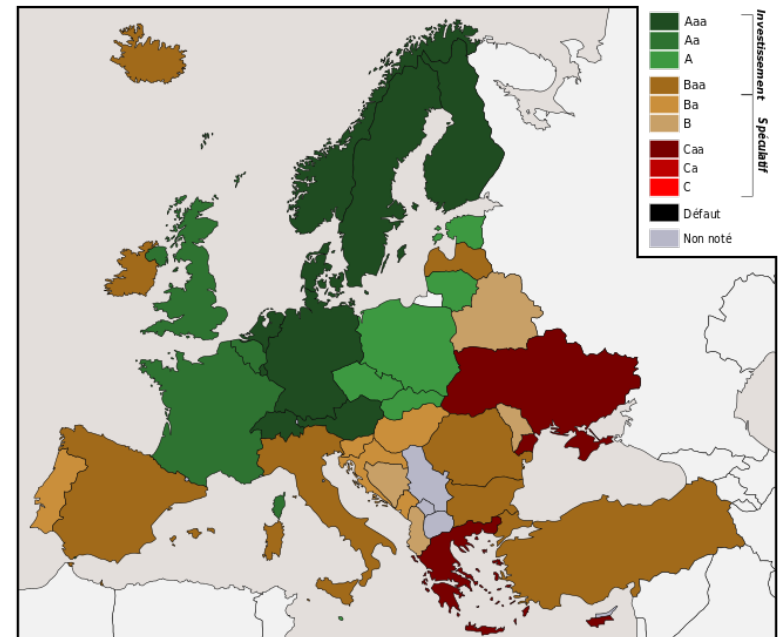 Aaa
Aa
A
Baa
Ba
B
Caa
Ca
C
Défaut
Non noté
Investissement
Spéculatif